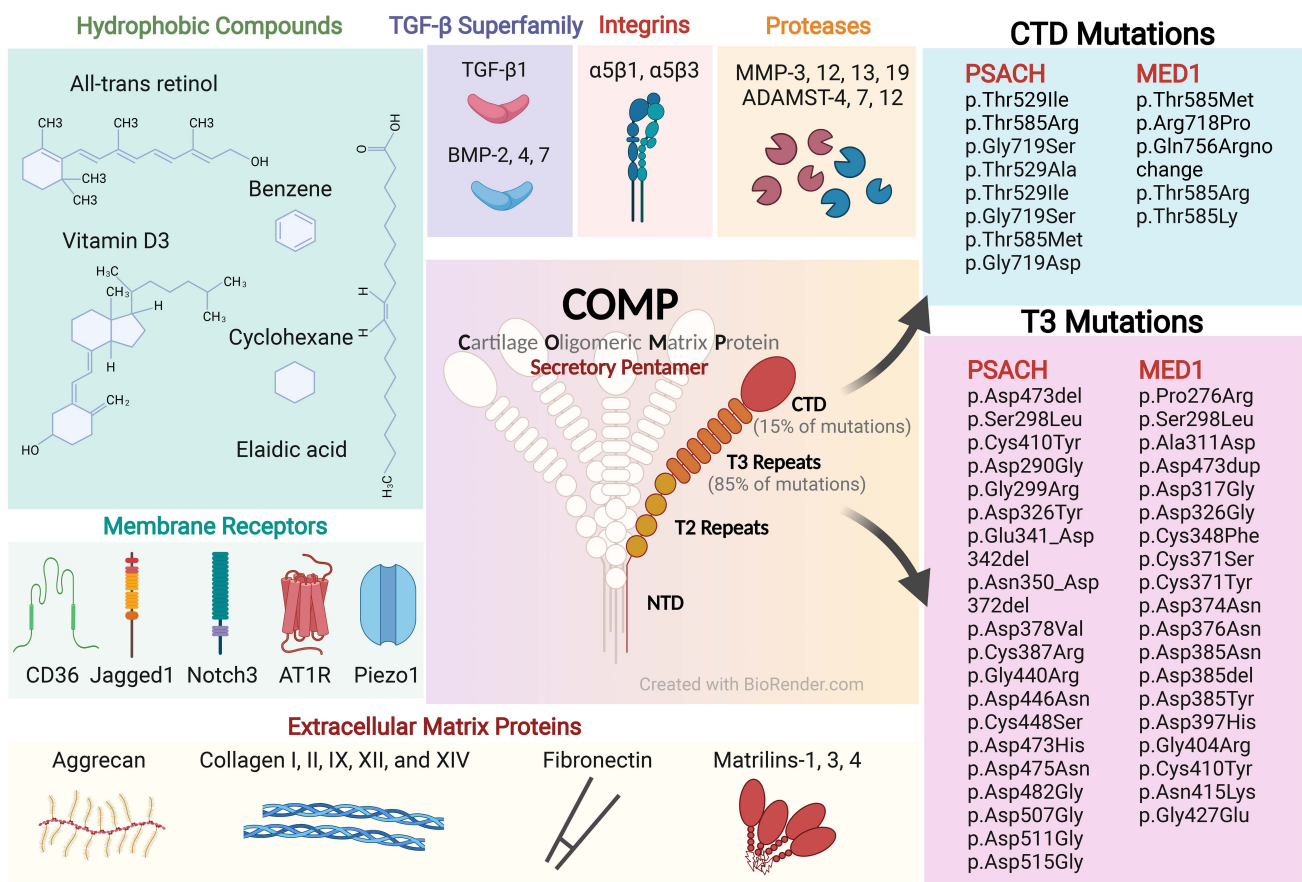 Hydrophobic Compounds
All-trans retinol
CH3
CH3
CH3
OH
CH3
CH3
Benzene
Vitamin D3
H₃C
CH₃
CH₃
CH₃
H
H
CH₂
HO
Cyclohexane
Elaidic acid
OH
O
H
H
H₃C
TGF-β Superfamily
TGF-β1
BMP-2, 4, 7
Integrins
α5β1, α5β3
Proteases
MMP-3, 12, 13, 19
ADAMST-4, 7, 12
COMP
Cartilage Oligomeric Matrix Protein
Secretory Pentamer
CTD
(15% of mutations)
T3 Repeats
(85% of mutations)
T2 Repeats
NTD
Created with BioRender.com
Membrane Receptors
CD36
Jagged1
Notch3
AT1R
Piezo1
Extracellular Matrix Proteins
Aggrecan
Collagen I, II, IX, XII, and XIV
Fibronectin
Matrilins-1, 3, 4
CTD Mutations
PSACH
p.Thr529Ile
p.Thr585Arg
p.Gly719Ser
p.Thr529Ala
p.Thr529Ile
p.Gly719Ser
p.Thr585Met
p.Gly719Asp
MED1
p.Thr585Met
p.Arg718Pro
p.Gln756Argno
change
p.Thr585Arg
p.Thr585Ly
T3 Mutations
PSACH
p.Asp473del
p.Ser298Leu
p.Cys410Tyr
p.Asp290Gly
p.Gly299Arg
p.Asp326Tyr
p.Glu341_Asp
342del
p.Asn350_Asp
372del
p.Asp378Val
p.Cys387Arg
p.Gly440Arg
p.Asp446Asn
p.Cys448Ser
p.Asp473His
p.Asp475Asn
p.Asp482Gly
p.Asp507Gly
p.Asp511Gly
p.Asp515Gly
MED1
p.Pro276Arg
p.Ser298Leu
p.Ala311Asp
p.Asp473dup
p.Asp317Gly
p.Asp326Gly
p.Cys348Phe
p.Cys371Ser
p.Cys371Tyr
p.Asp374Asn
p.Asp376Asn
p.Asp385Asn
p.Asp385del
p.Asp385Tyr
p.Asp397His
p.Gly404Arg
p.Cys410Tyr
p.Asn415Lys
p.Gly427Glu